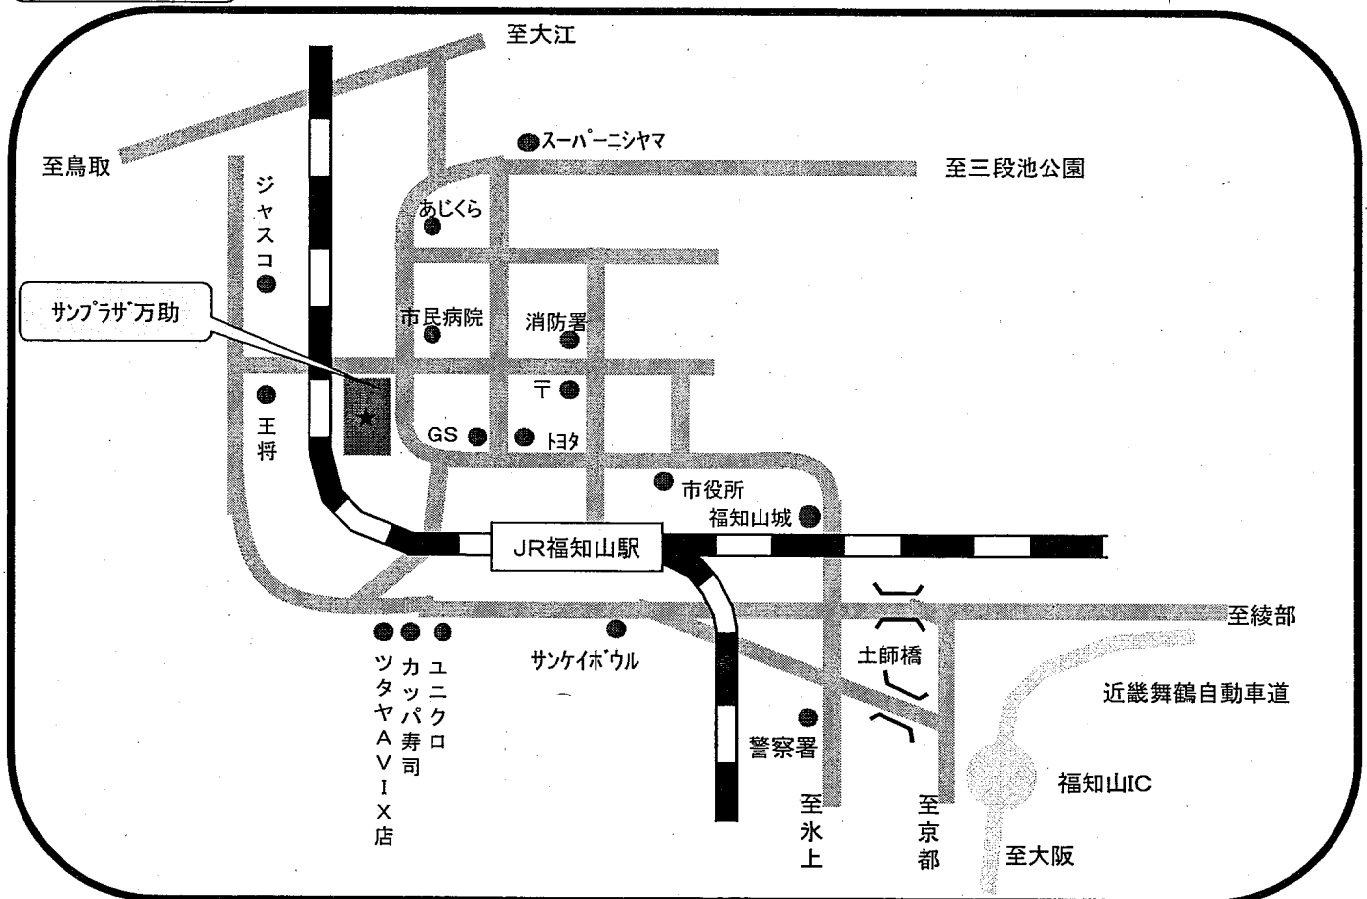 至大江
スーパーニシヤマ
至鳥取
至三段池公園
ジャスコ
あじくら
サンプラザ万助
市民病院
消防署
〒
王将
★
GS
トヨタ
市役所
福知山城
JR福知山駅
至綾部
土師橋
サンケイボウル
ツタヤAVIX店
カッパ寿司
ユニクロ
近畿舞鶴自動車道
警察署
福知山IC
至氷上
至京都
至大阪